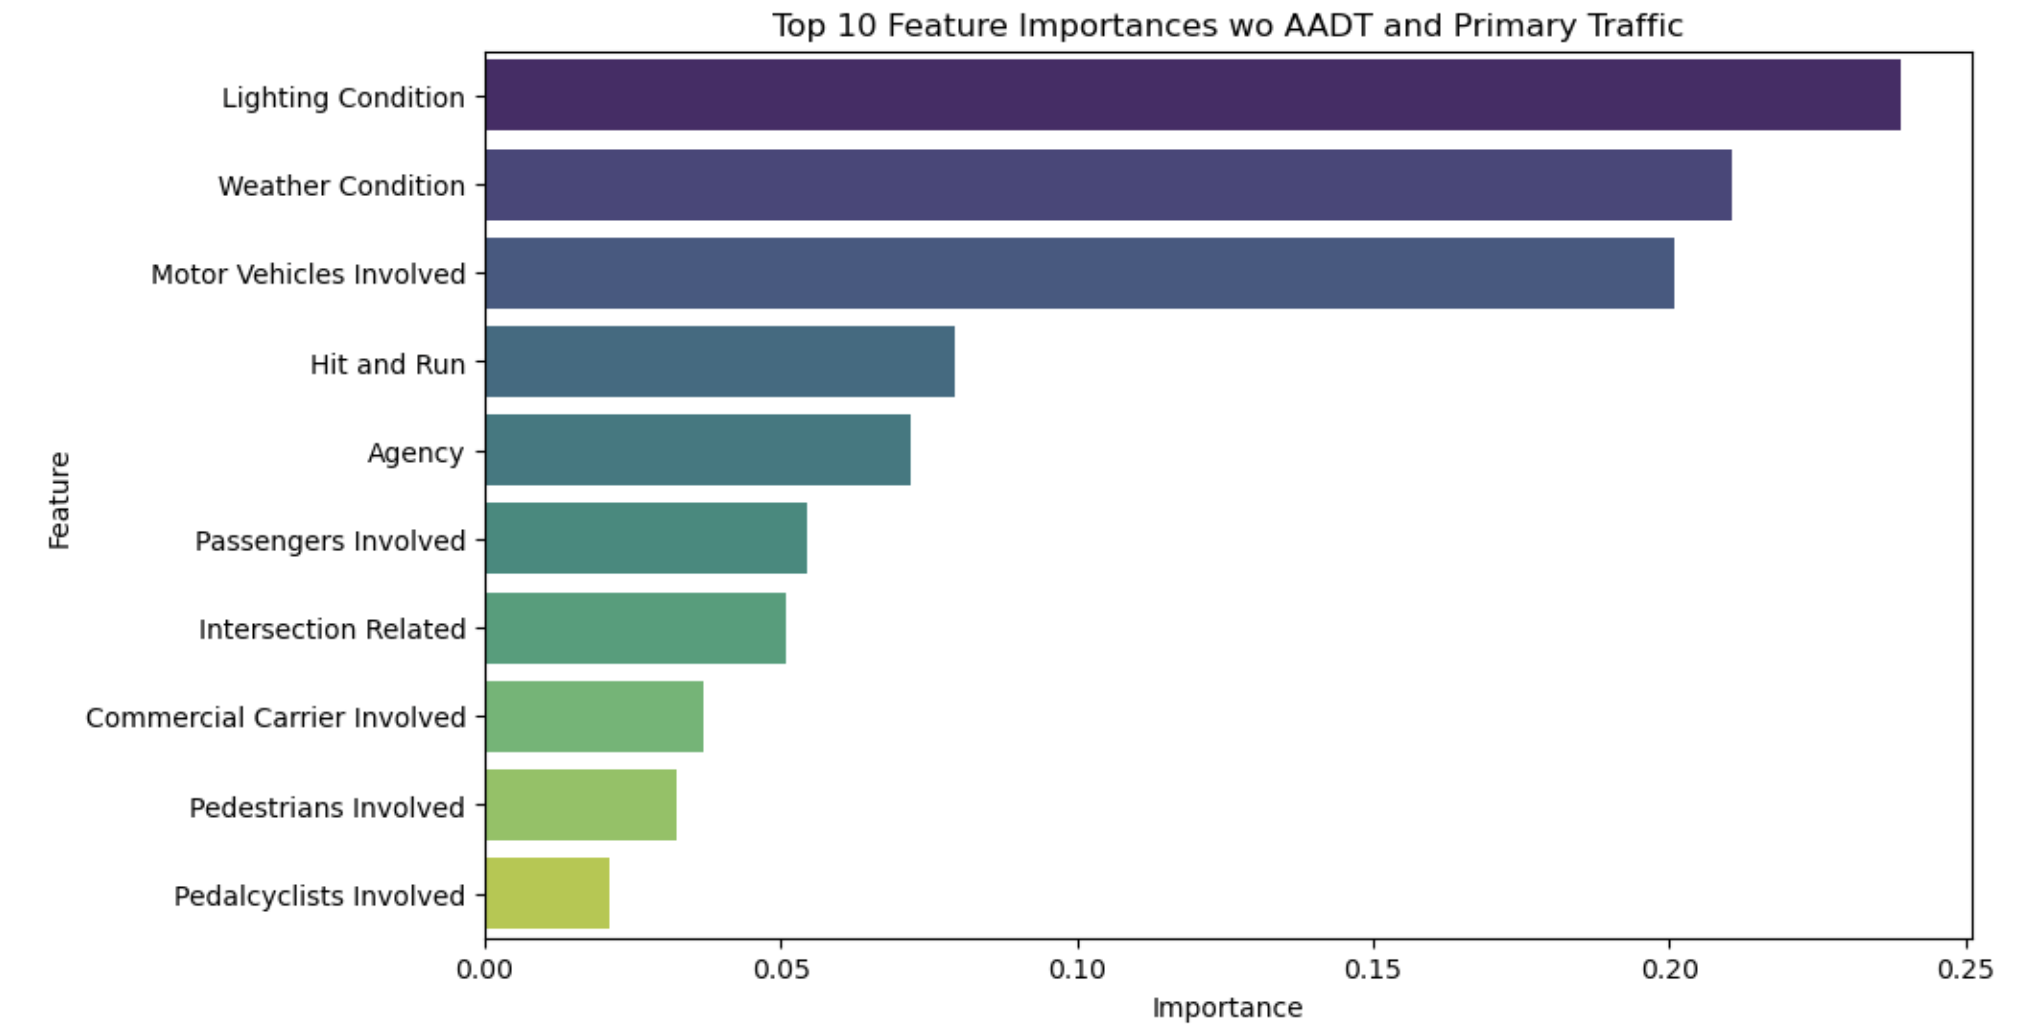 Top 10 Feature Importances wo AADT and Primary Traffic
Lighting Condition
Weather Condition
Motor Vehicles Involved
Hit and Run
Agency
Passengers Involved
Intersection Related
Commercial Carrier Involved
Pedestrians Involved
Pedalcyclists Involved
Feature
0.00 0.05 0.10 0.15 0.20 0.25
Importance